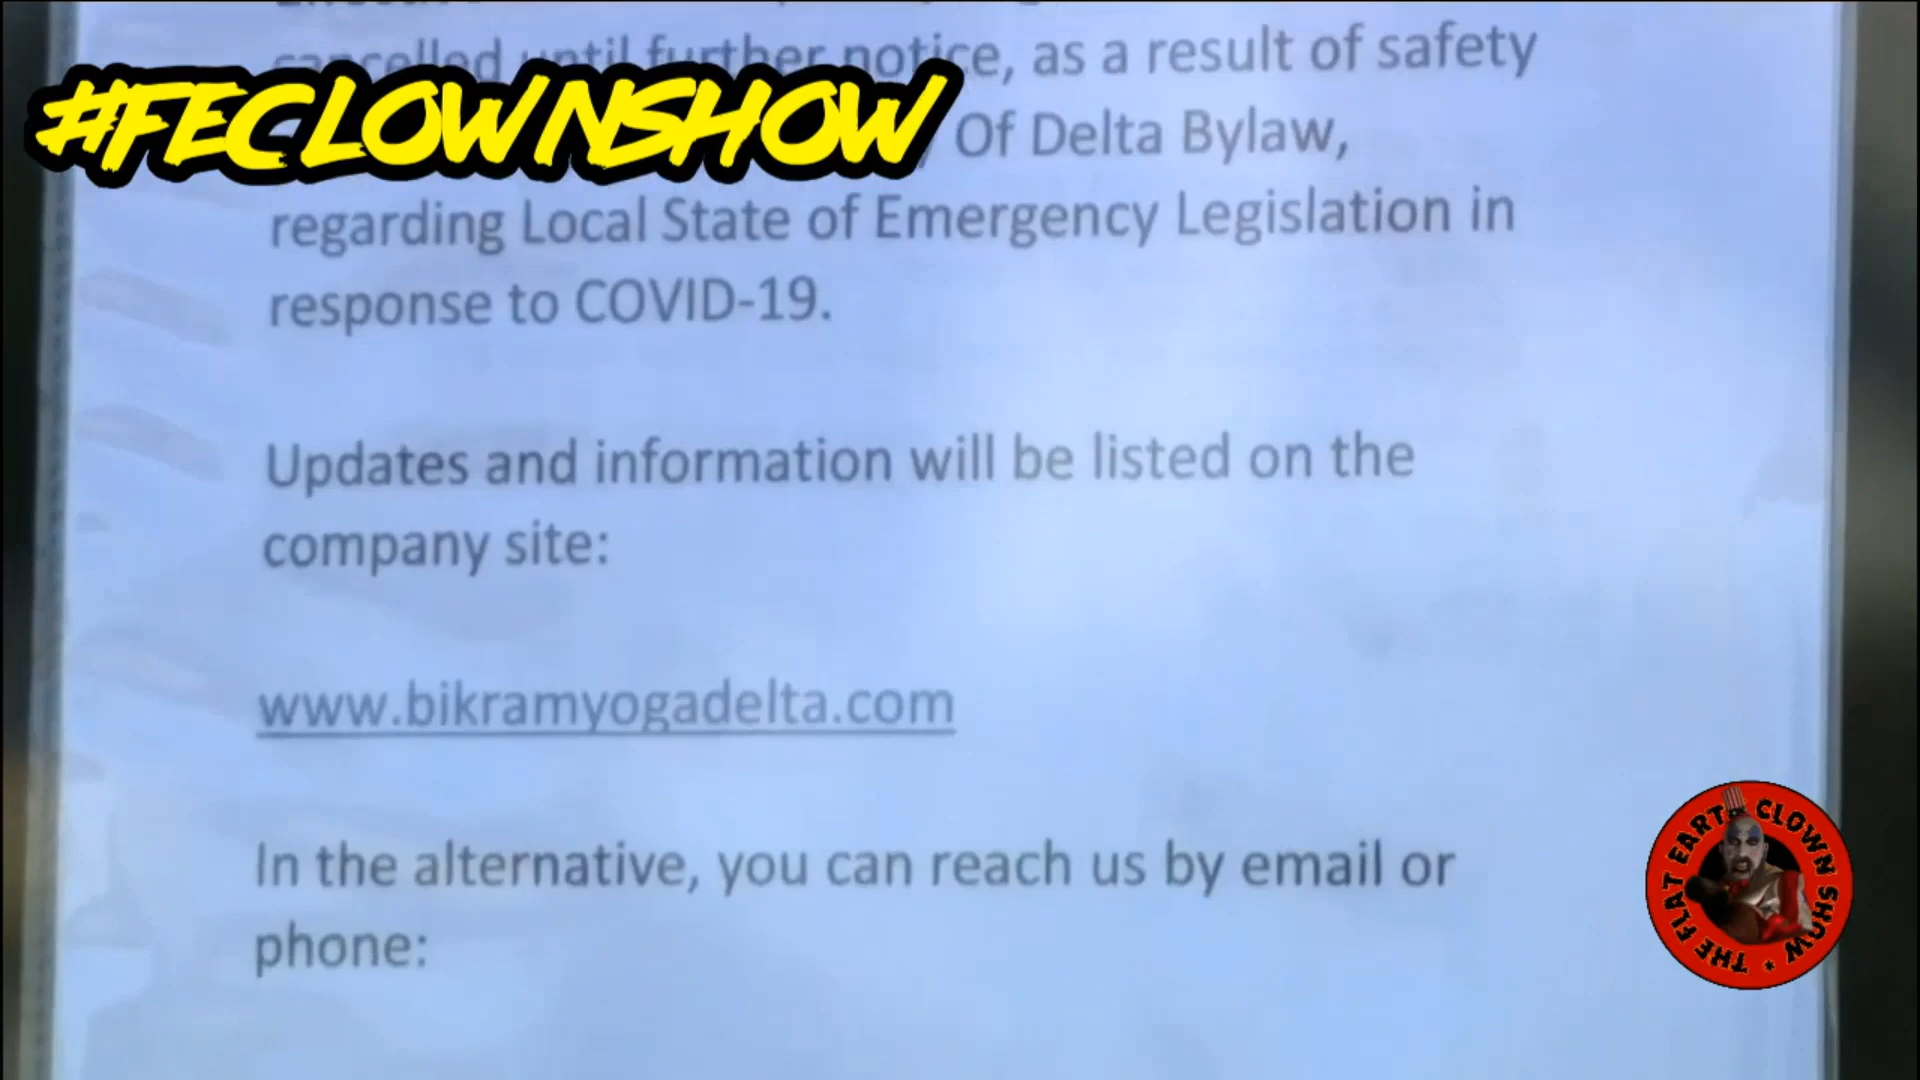 cancelled until further notice, as a result of safety
#FECLOWNSHOW
Of Delta Bylaw,
regarding Local State of Emergency Legislation in
response to COVID-19.
Updates and information will be listed on the
company site:
www.bikramyogadelta.com
In the alternative, you can reach us by email or
phone:
THE FLAT EARTH CLOWN SHOW *